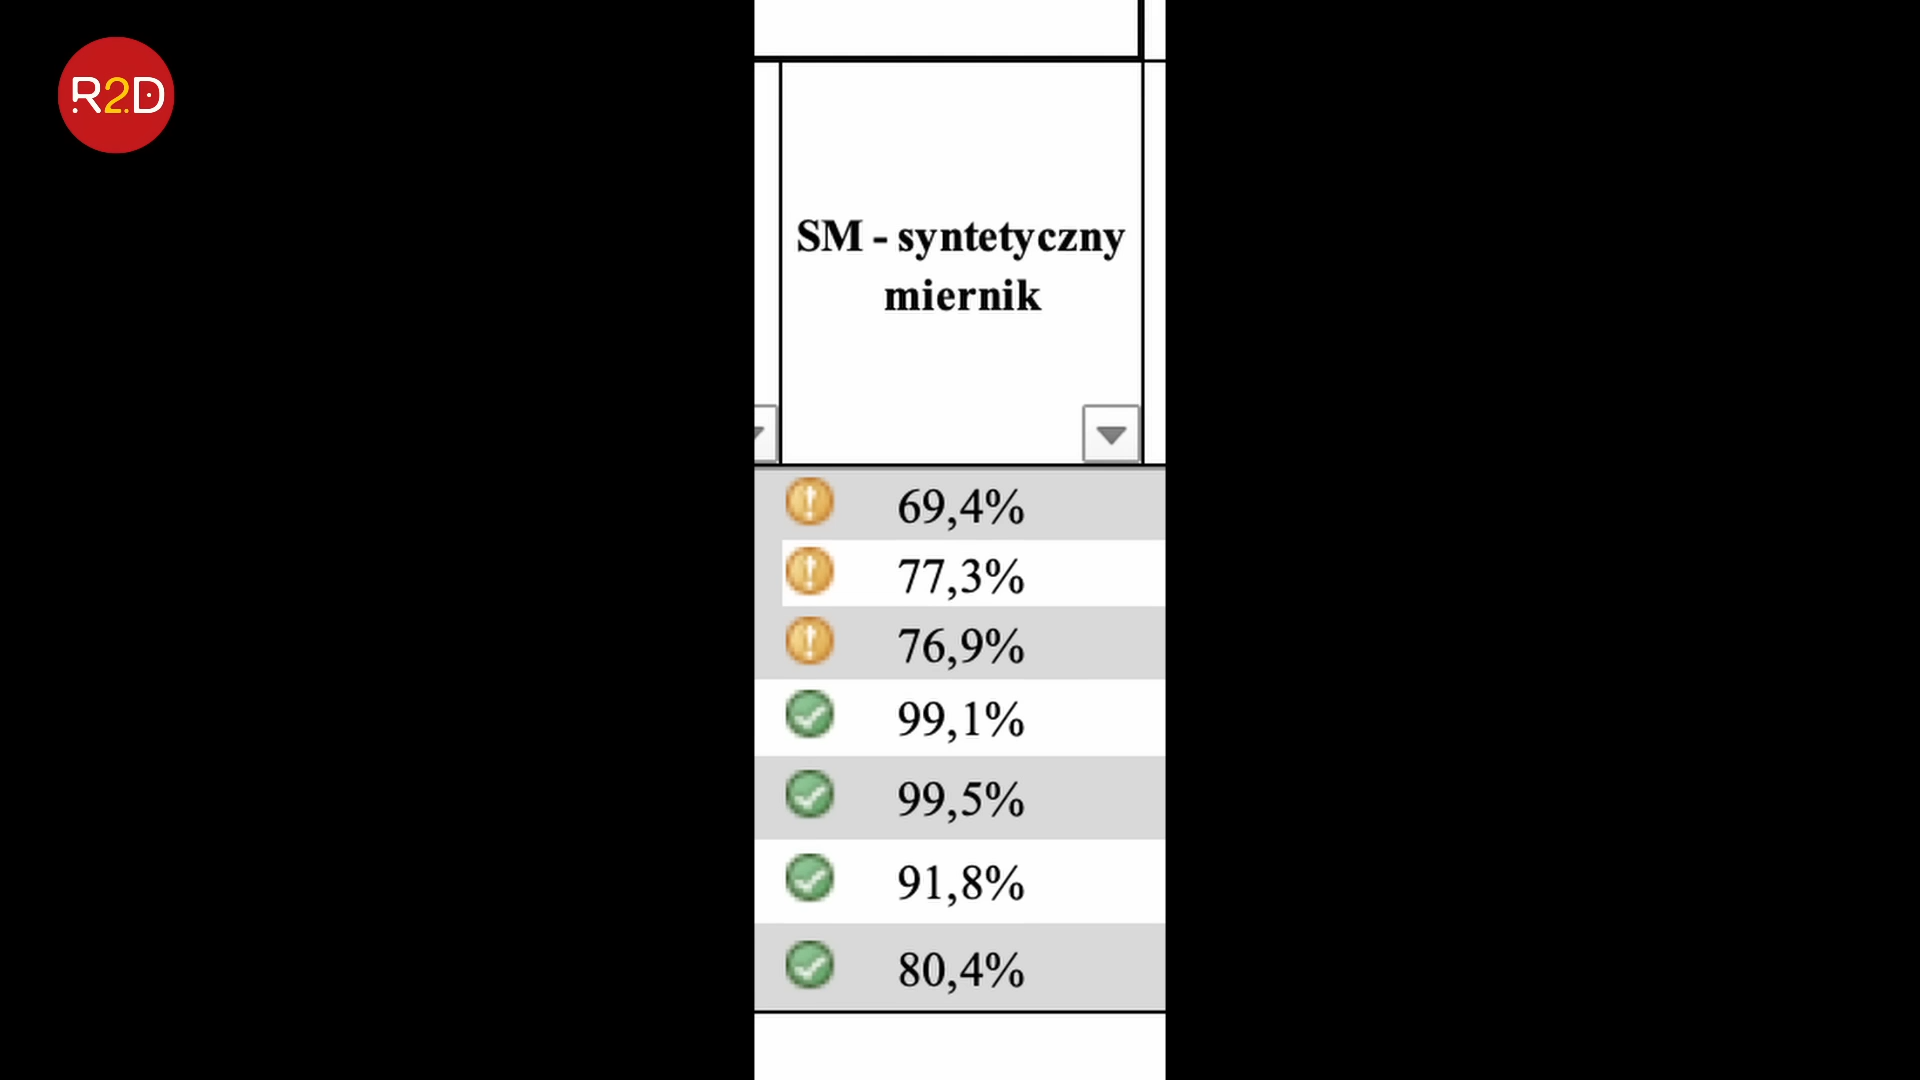 R2D
SM - syntetyczny
miernik
69,4%
77,3%
76,9%
99,1%
99,5%
91,8%
80,4%